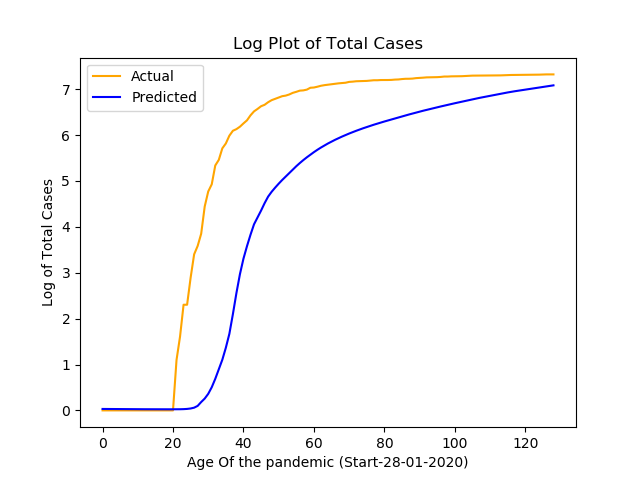 Log Plot of Total Cases
Actual
Predicted
Log of Total Cases
7
6
5
4
3
2
1
0
0 20 40 60 80 100 120
Age Of the pandemic (Start-28-01-2020)